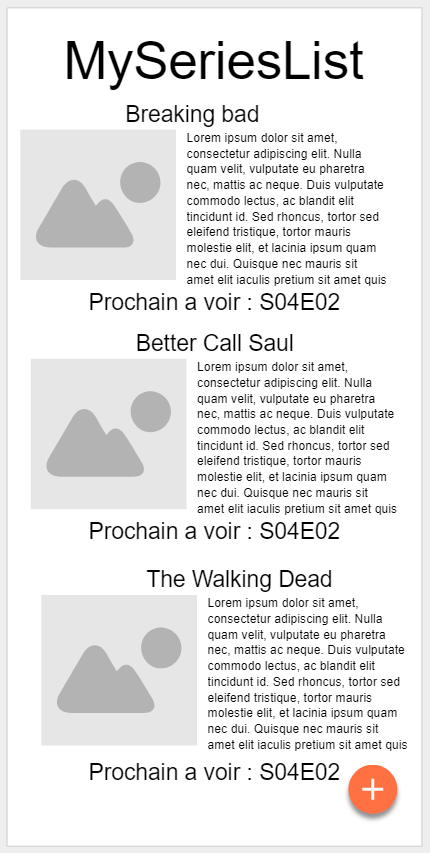 MySeriesList
Breaking bad
Lorem ipsum dolor sit amet,
consectetur adipiscing elit. Nulla
quam velit, vulputate eu pharetra
nec, mattis ac neque. Duis vulputate
commodo lectus, ac blandit elit
tincidunt id. Sed rhoncus, tortor sed
eleifend tristique, tortor mauris
molestie elit, et lacinia ipsum quam
nec dui. Quisque nec mauris sit
amet elit iaculis pretium sit amet quis
Prochain a voir : S04E02
Better Call Saul
Lorem ipsum dolor sit amet,
consectetur adipiscing elit. Nulla
quam velit, vulputate eu pharetra
nec, mattis ac neque. Duis vulputate
commodo lectus, ac blandit elit
tincidunt id. Sed rhoncus, tortor sed
eleifend tristique, tortor mauris
molestie elit, et lacinia ipsum quam
nec dui. Quisque nec mauris sit
amet elit iaculis pretium sit amet quis
Prochain a voir : S04E02
The Walking Dead
Lorem ipsum dolor sit amet,
consectetur adipiscing elit. Nulla
quam velit, vulputate eu pharetra
nec, mattis ac neque. Duis vulputate
commodo lectus, ac blandit elit
tincidunt id. Sed rhoncus, tortor sed
eleifend tristique, tortor mauris
molestie elit, et lacinia ipsum quam
nec dui. Quisque nec mauris sit
amet elit iaculis pretium sit amet quis
Prochain a voir : S04E02